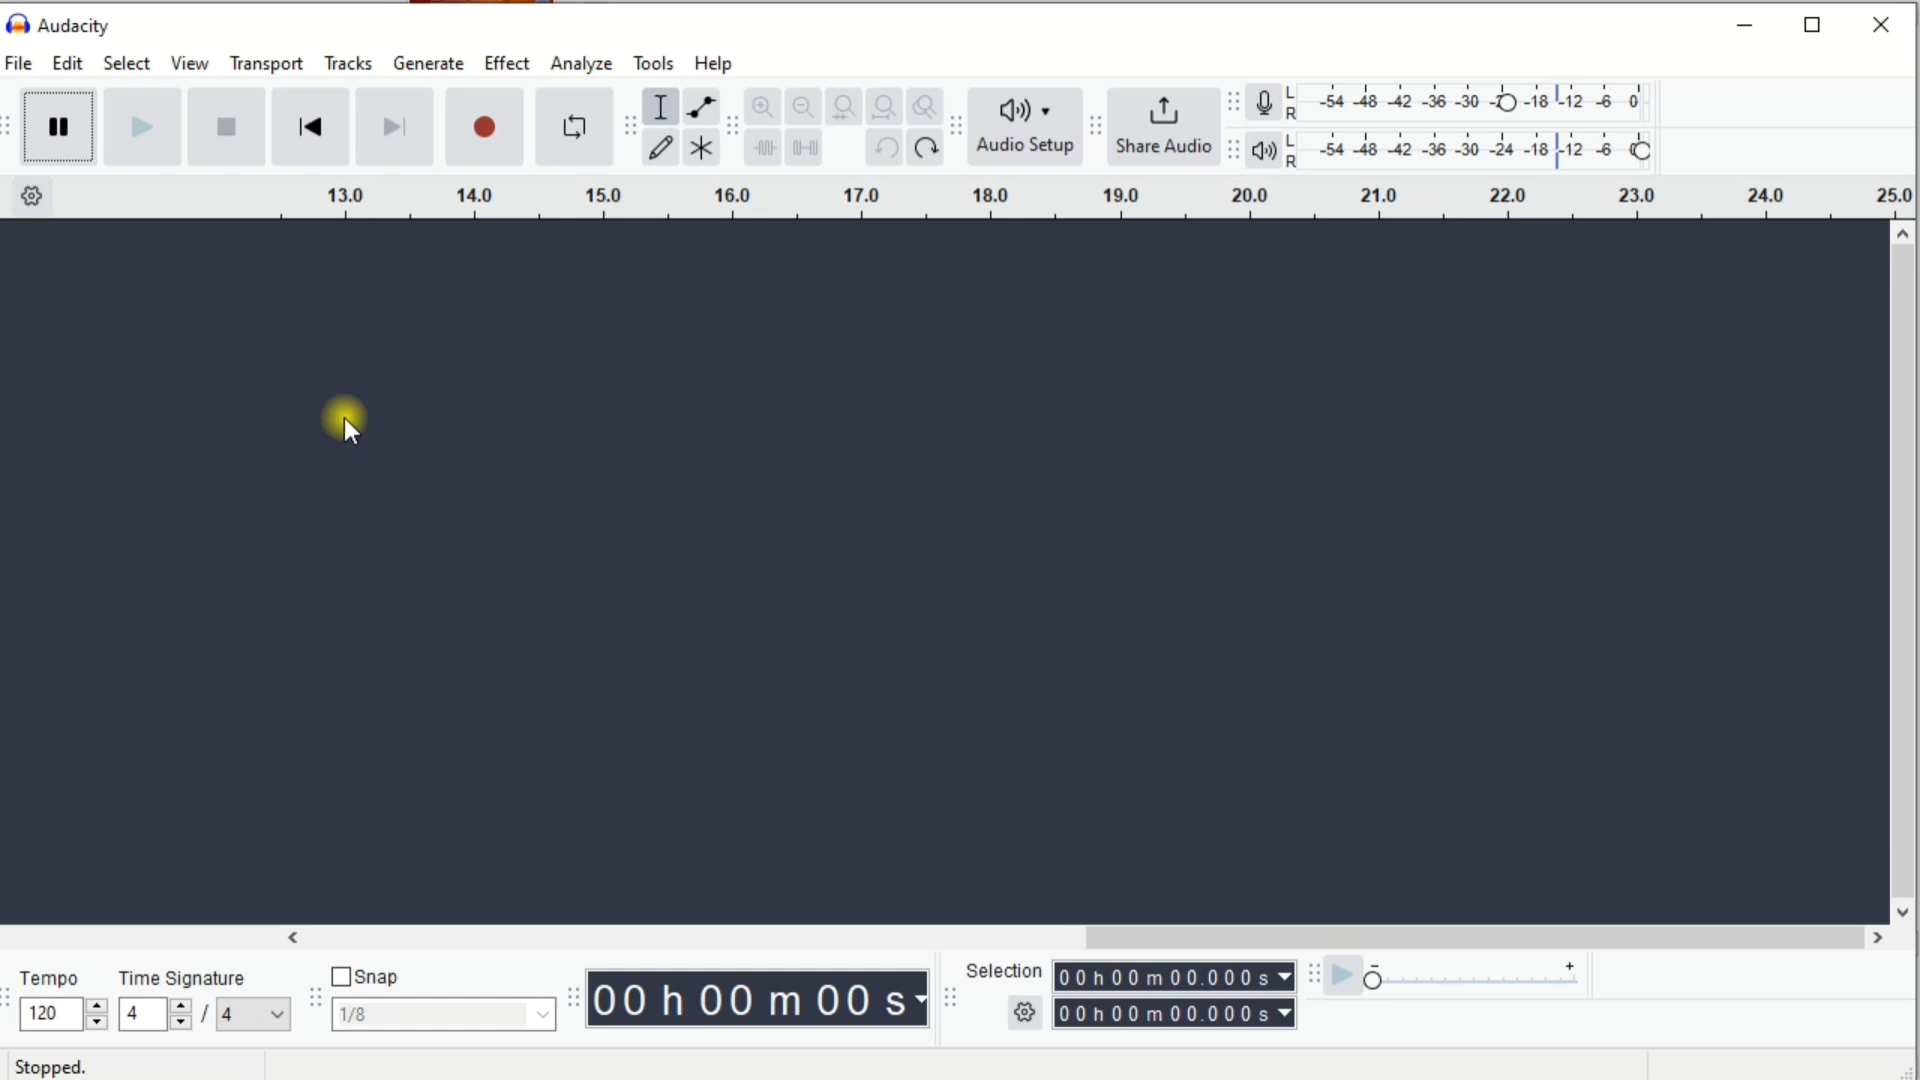 Audacity
File Edit Select View Transport Tracks Generate Effect Analyze Tools Help
Audio Setup
Share Audio
L
R
-54 -48 -42 -36 -30 -18 -12 -6 0
L
R
-54 -48 -42 -36 -30 -24 -18 -12 -6
13.0 14.0 15.0 16.0 17.0 18.0 19.0 20.0 21.0 22.0 23.0 24.0 25.0
Tempo
120
Time Signature
4 / 4
Snap
1/8
00 h 00 m 00 s
Selection
00 h 00 m 00.000 s
00 h 00 m 00.000 s
- +
Stopped.